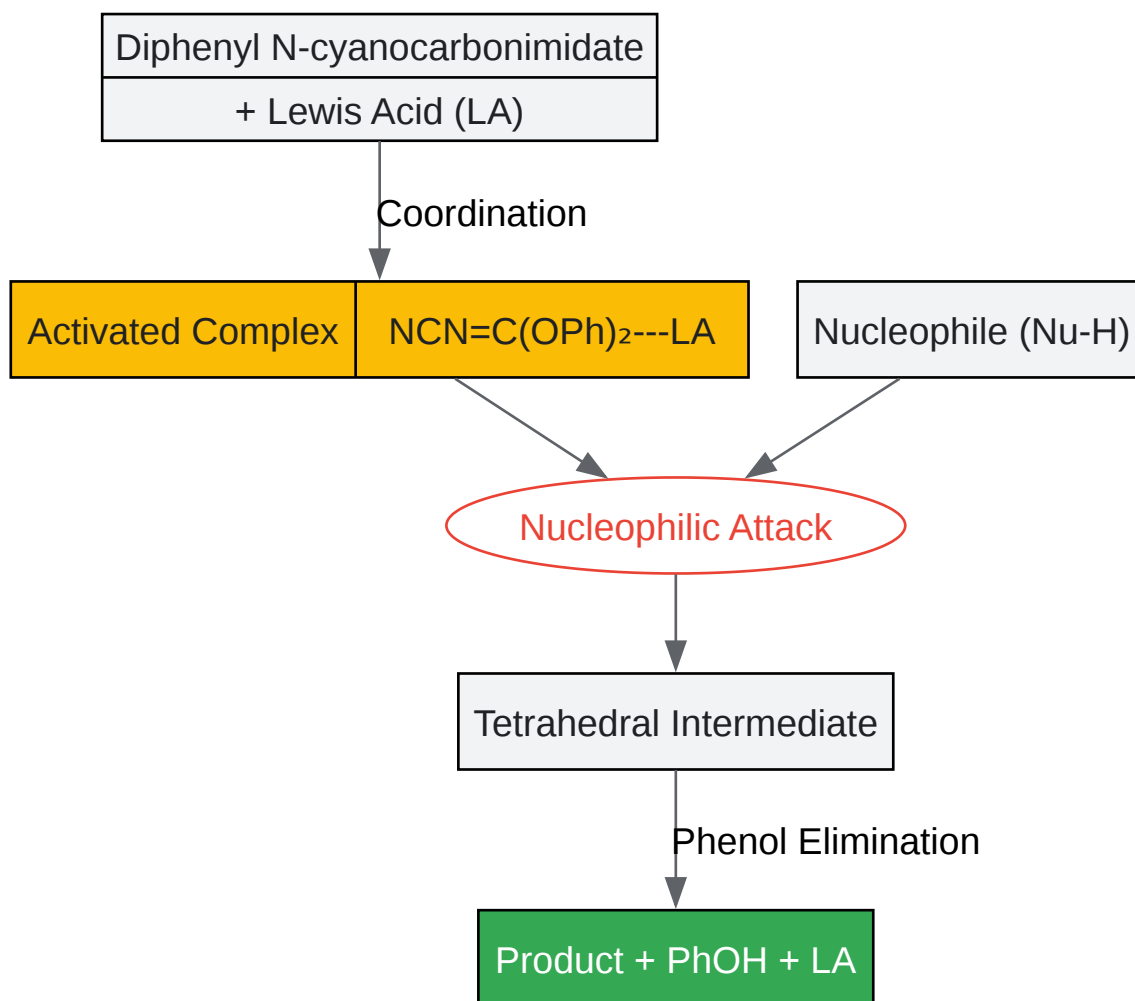 Diphenyl N-cyanocarbonimidate
+ Lewis Acid (LA)
Coordination
Activated Complex
NCN=C(OPh)₂---LA
Nucleophile (Nu-H)
Nucleophilic Attack
Tetrahedral Intermediate
Phenol Elimination
Product + PhOH + LA